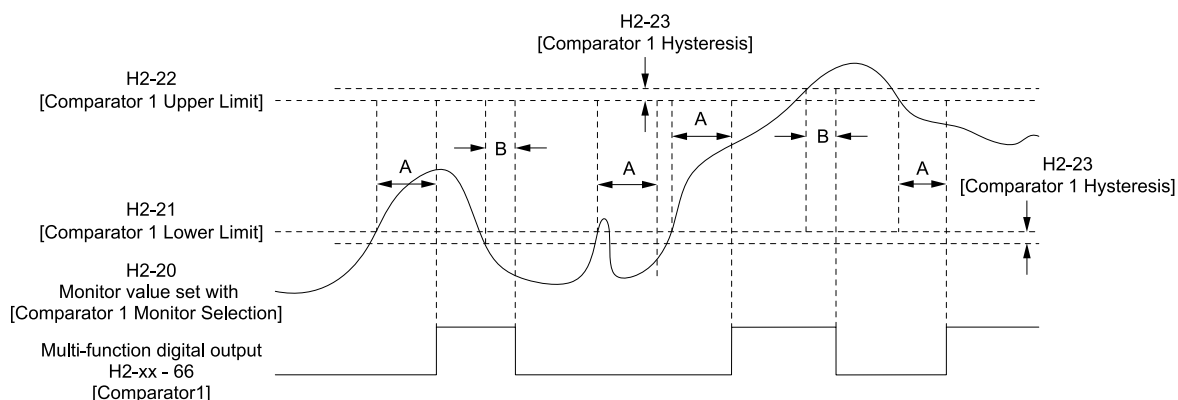 H2-23
[Comparator 1 Hysteresis]
H2-22
[Comparator 1 Upper Limit]
A
B
A
A
B
A
H2-23
[Comparator 1 Hysteresis]
H2-21
[Comparator 1 Lower Limit]
H2-20
Monitor value set with
[Comparator 1 Monitor Selection]
Multi-function digital output
H2-xx - 66
[Comparator1]